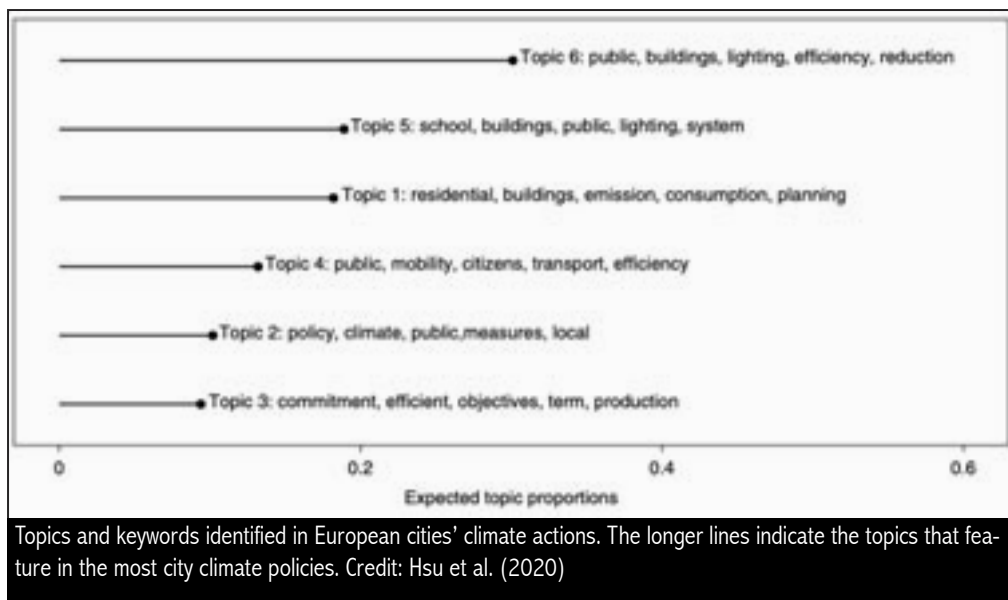 Topic 6: public, buildings, lighting, efficiency, reduction
Topic 5: school, buildings, public, lighting, system
Topic 1: residential, buildings, emission, consumption, planning
Topic 4: public, mobility, citizens, transport, efficiency
Topic 2: policy, climate, public,measures, local
Topic 3: commitment, efficient, objectives, term, production
0 0.2 0.4 0.6
Expected topic proportions
Topics and keywords identified in European cities’ climate actions. The longer lines indicate the topics that fea-
ture in the most city climate policies. Credit: Hsu et al. (2020)